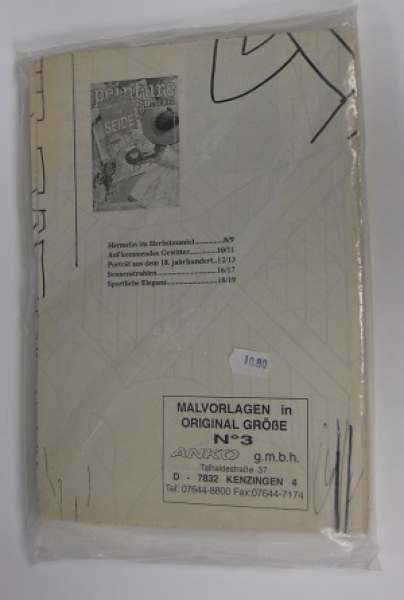 peinture
SEIDE
Hermelin im Herbstmantel...............8/9
Auf kommendes Gewitter..............10/11
Porträt aus dem 18. jahrhundert..12/13
Sonnenstrahlen.........................16/17
Sportliche Eleganz.....................18/19
10.80
MALVORLAGEN in
ORIGINAL GRÖßE
N°3
ANKO g.m.b.h.
Talhaldestraße 37
D - 7832 KENZINGEN 4
Tel: 07644-8800 Fax:07644-7174